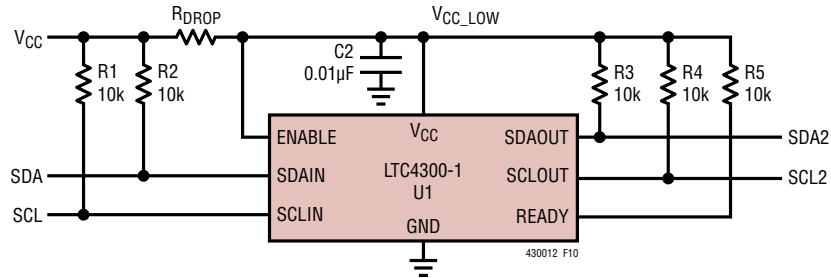 RDROP
VCC_LOW
VCC
C2
0.01µF
R1
10k
R2
10k
R3
10k
R4
10k
R5
10k
ENABLE
VCC
SDAOUT
SDA2
SDA
SDAIN
LTC4300-1
U1
SCLOUT
SCL2
SCL
SCLIN
GND
READY
430012 F10